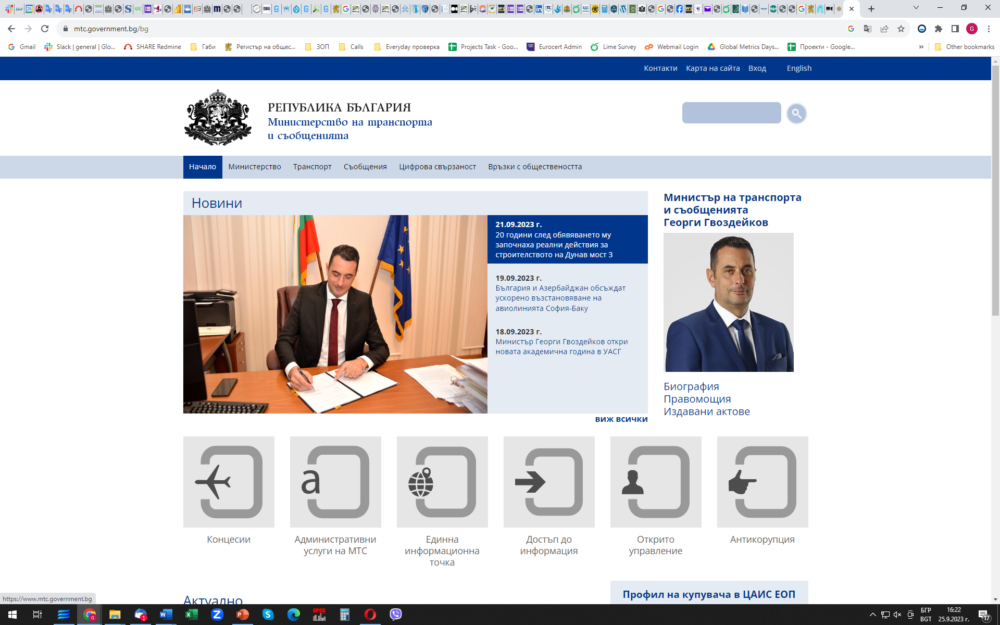 mtc.government.bg/bg
Gmail
Slack | general | Glo...
SHARE Redmine
Габи
Регистър на общес...
ЗОП
Calls
Everyday проверка
Projects Task - Goo...
Eurocert Admin
Lime Survey
Webmail Login
Global Metrics Days...
Проекти - Google...
»
Other bookmarks
Контакти
Карта на сайта
Вход
English
РЕПУБЛИКА БЪЛГАРИЯ
Министерство на транспорта
и съобщенията
Начало
Министерство
Транспорт
Съобщения
Цифрова свързаност
Връзки с обществеността
Новини
21.09.2023 г.
20 години след обявяването му
започнаха реални действия за
строителството на Дунав мост 3
19.09.2023 г.
България и Азербайджан обсъждат
ускорено възстановяване на
авиолинията София-Баку
18.09.2023 г.
Министър Георги Гвоздейков откри
новата академична година в УАСГ
виж всички
Министър на транспорта
и съобщенията
Георги Гвоздейков
Биография
Правомощия
Издавани актове
Концесии
Административни
услуги на МТС
Единна
информационна
точка
Достъп до
информация
Открито
управление
Антикорупция
Актуално
Профил на купувача в ЦАИС ЕОП
https://www.mtc.government.bg
БГР
BGT
16:22
25.9.2023 г.
17